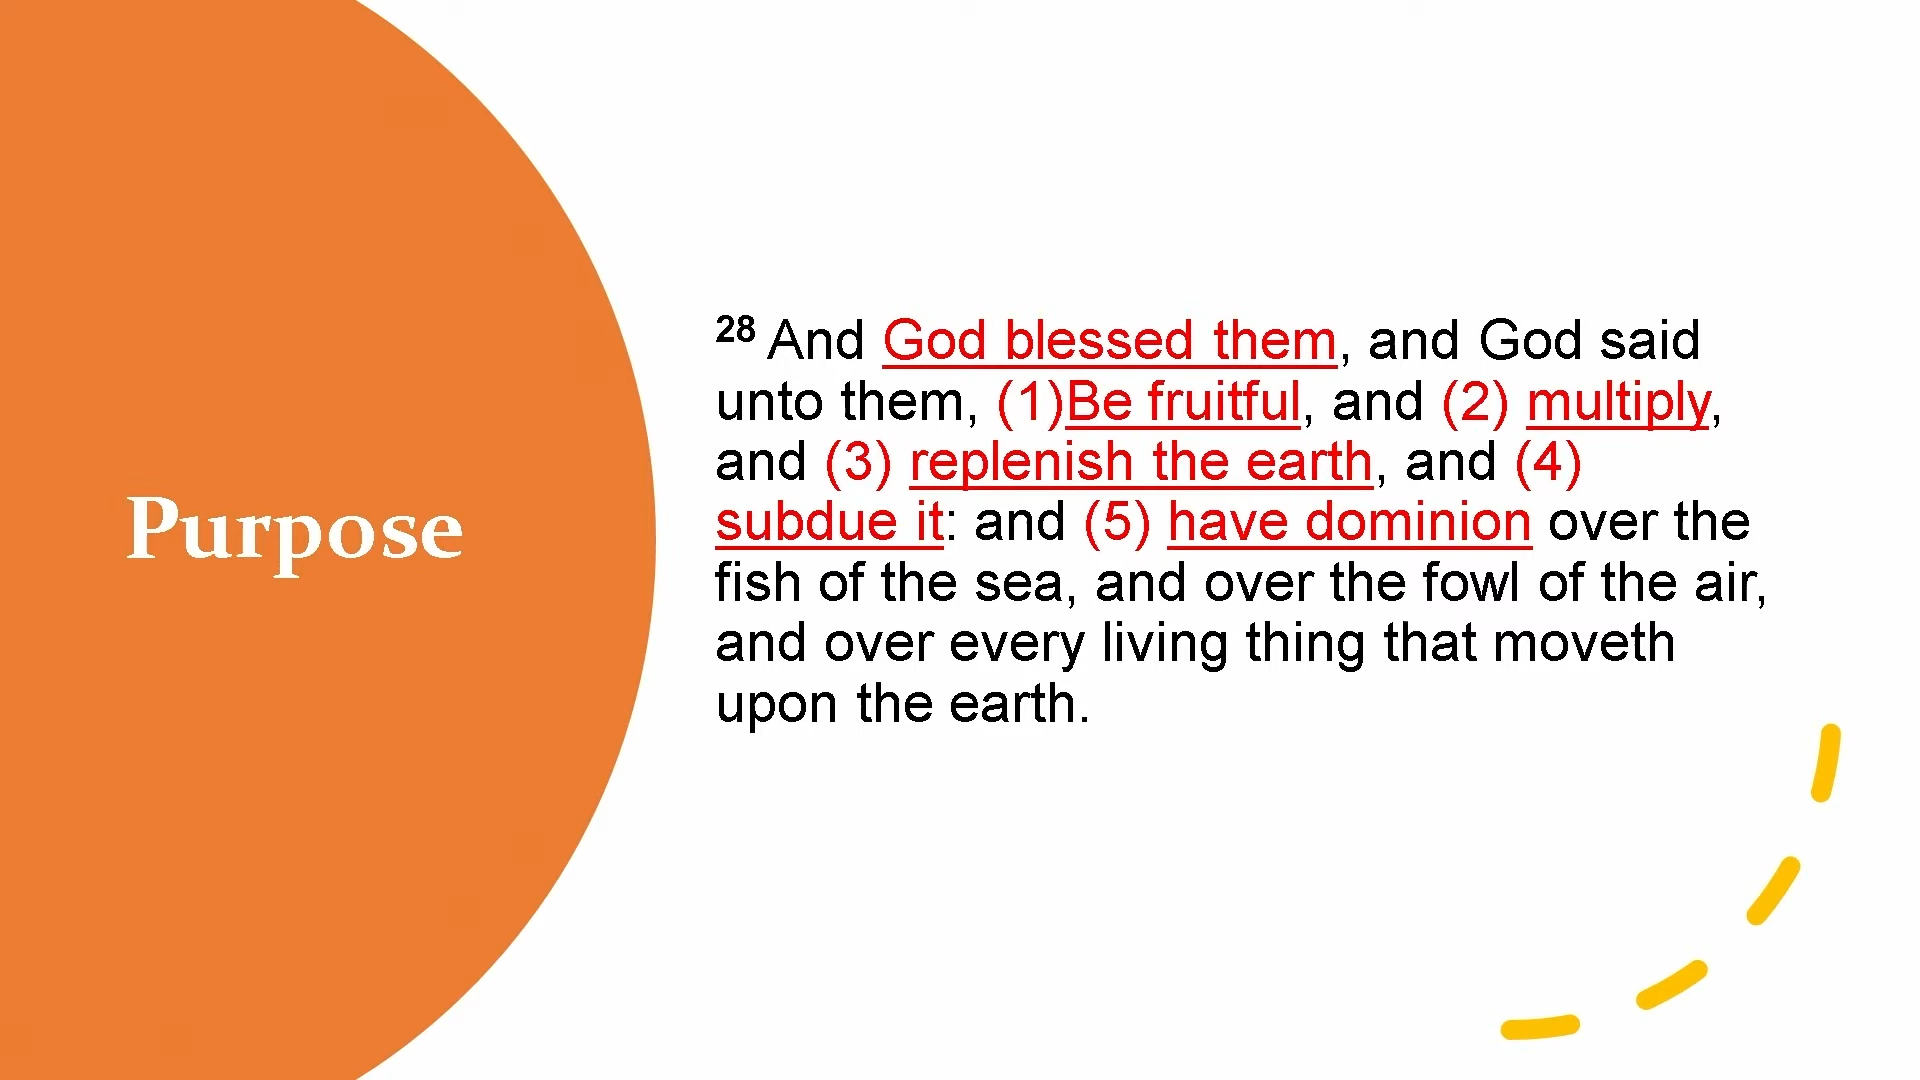 Purpose
28 And God blessed them, and God said
unto them, (1)Be fruitful, and (2) multiply,
and (3) replenish the earth, and (4)
subdue it: and (5) have dominion over the
fish of the sea, and over the fowl of the air,
and over every living thing that moveth
upon the earth.